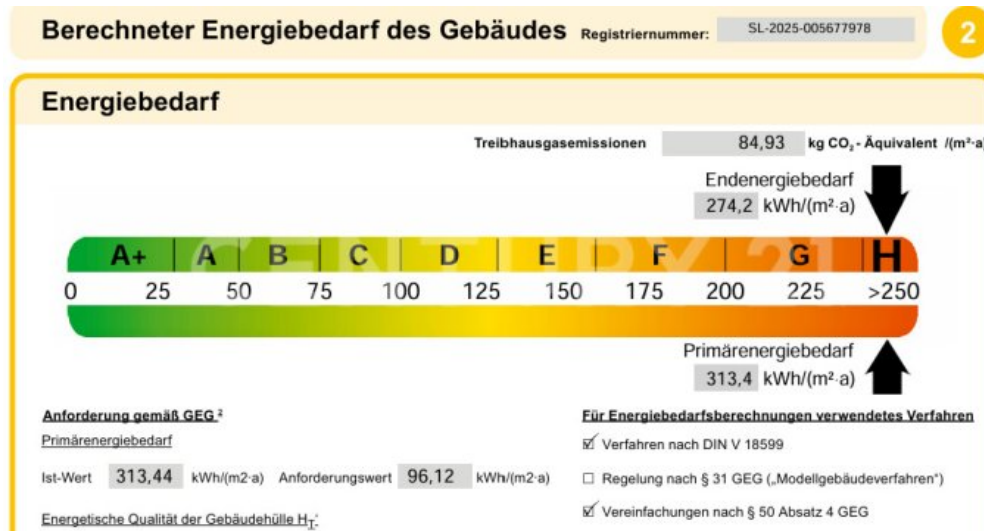 Berechneter Energiebedarf des Gebäudes Registriernummer: SL-2025-005677978 2
Energiebedarf
Treibhausgasemissionen 84,93 kg CO₂- Äquivalent /(m²·a)
Endenergiebedarf
274,2 kWh/(m²·a)
CENTURY 21
A+ A B C D E F G H
0 25 50 75 100 125 150 175 200 225 >250
Primärenergiebedarf
313,4 kWh/(m²·a)
Anforderung gemäß GEG ²
Primärenergiebedarf
Ist-Wert 313,44 kWh/(m2·a) Anforderungswert 96,12 kWh/(m2·a)
Energetische Qualität der Gebäudehülle H_T'
Für Energiebedarfsberechnungen verwendetes Verfahren
☑ Verfahren nach DIN V 18599
☐ Regelung nach § 31 GEG („Modellgebäudeverfahren“)
☑ Vereinfachungen nach § 50 Absatz 4 GEG